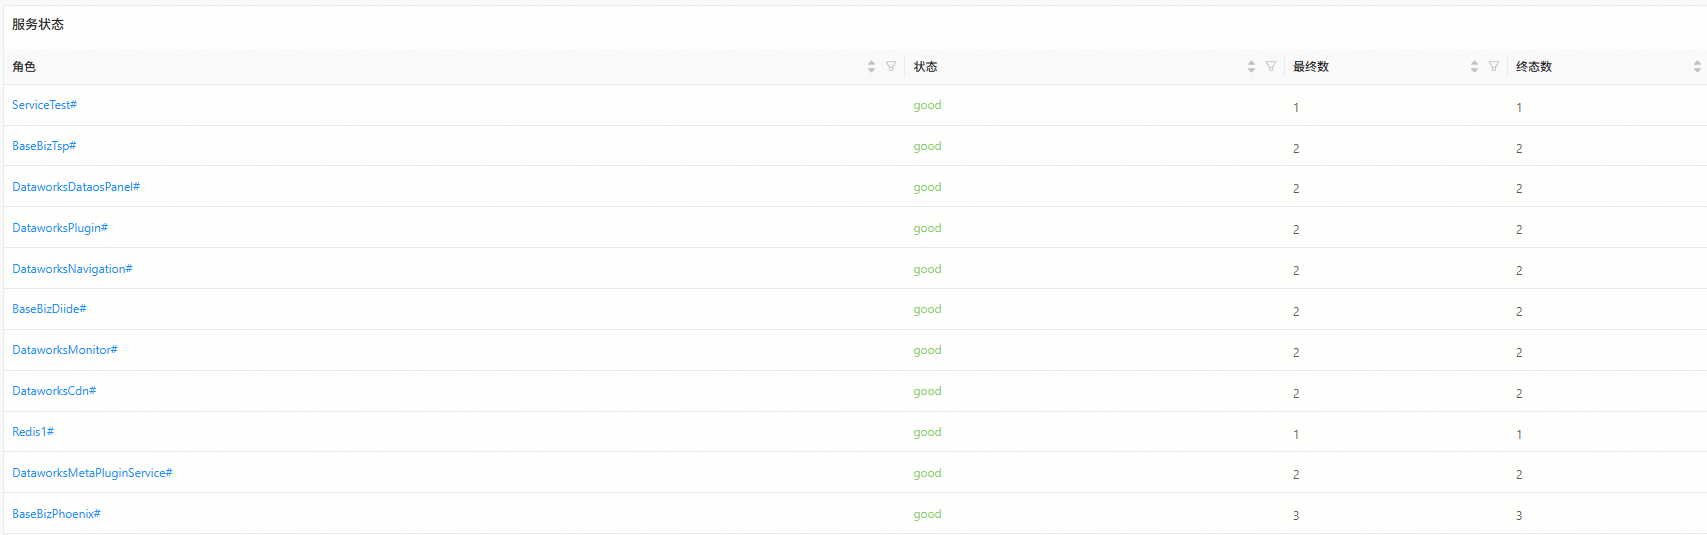 服务状态
角色 状态 最终数 终态数
ServiceTest# good 1 1
BaseBizTsp# good 2 2
DataworksDataosPanel# good 2 2
DataworksPlugin# good 2 2
DataworksNavigation# good 2 2
BaseBizDiide# good 2 2
DataworksMonitor# good 2 2
DataworksCdn# good 2 2
Redis1# good 1 1
DataworksMetaPluginService# good 2 2
BaseBizPhoenix# good 3 3